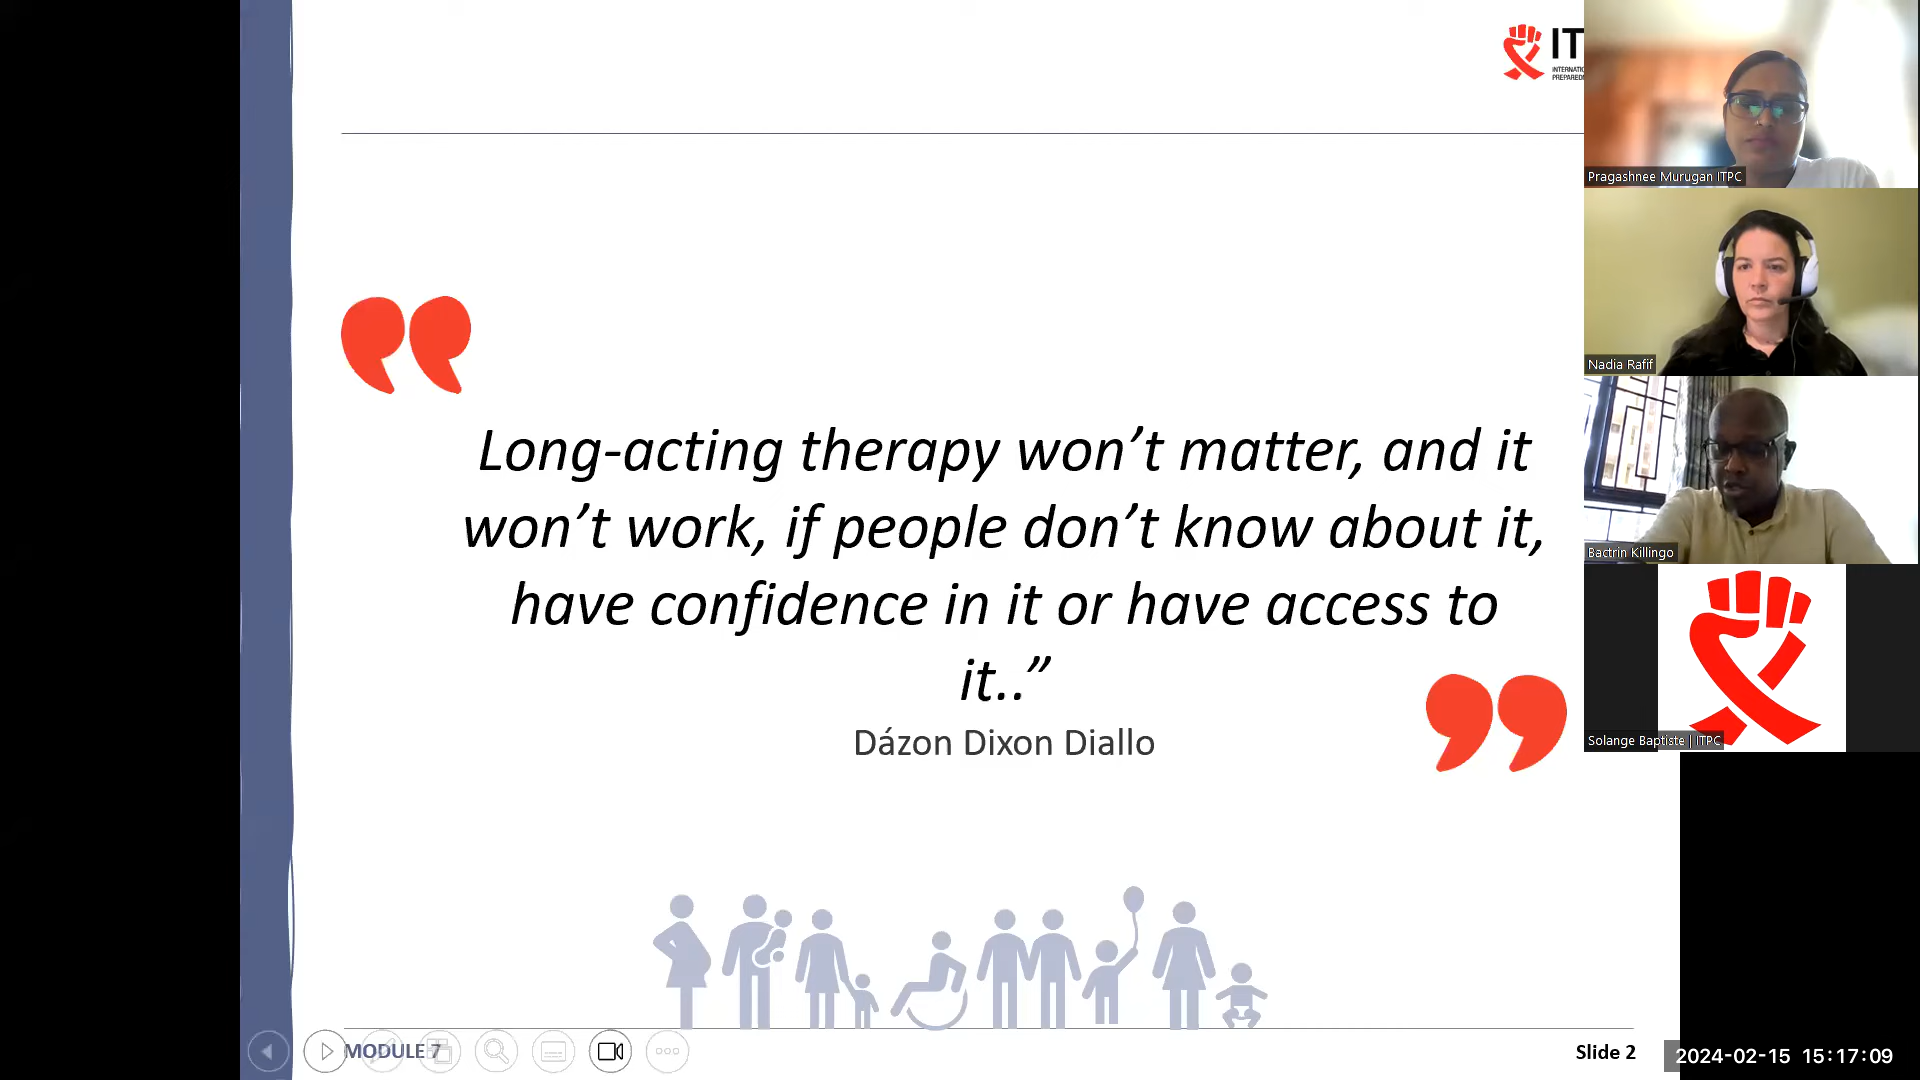 IT
INTERNATIO
PREPAREDN
Long-acting therapy won’t matter, and it
won’t work, if people don’t know about it,
have confidence in it or have access to
it..”
Dázon Dixon Diallo
MODULE 7
Slide 2
Pragashnee Murugan ITPC
Nadia Rafif
Bactrin Killingo
Solange Baptiste | ITPC
2024-02-15 15:17:09